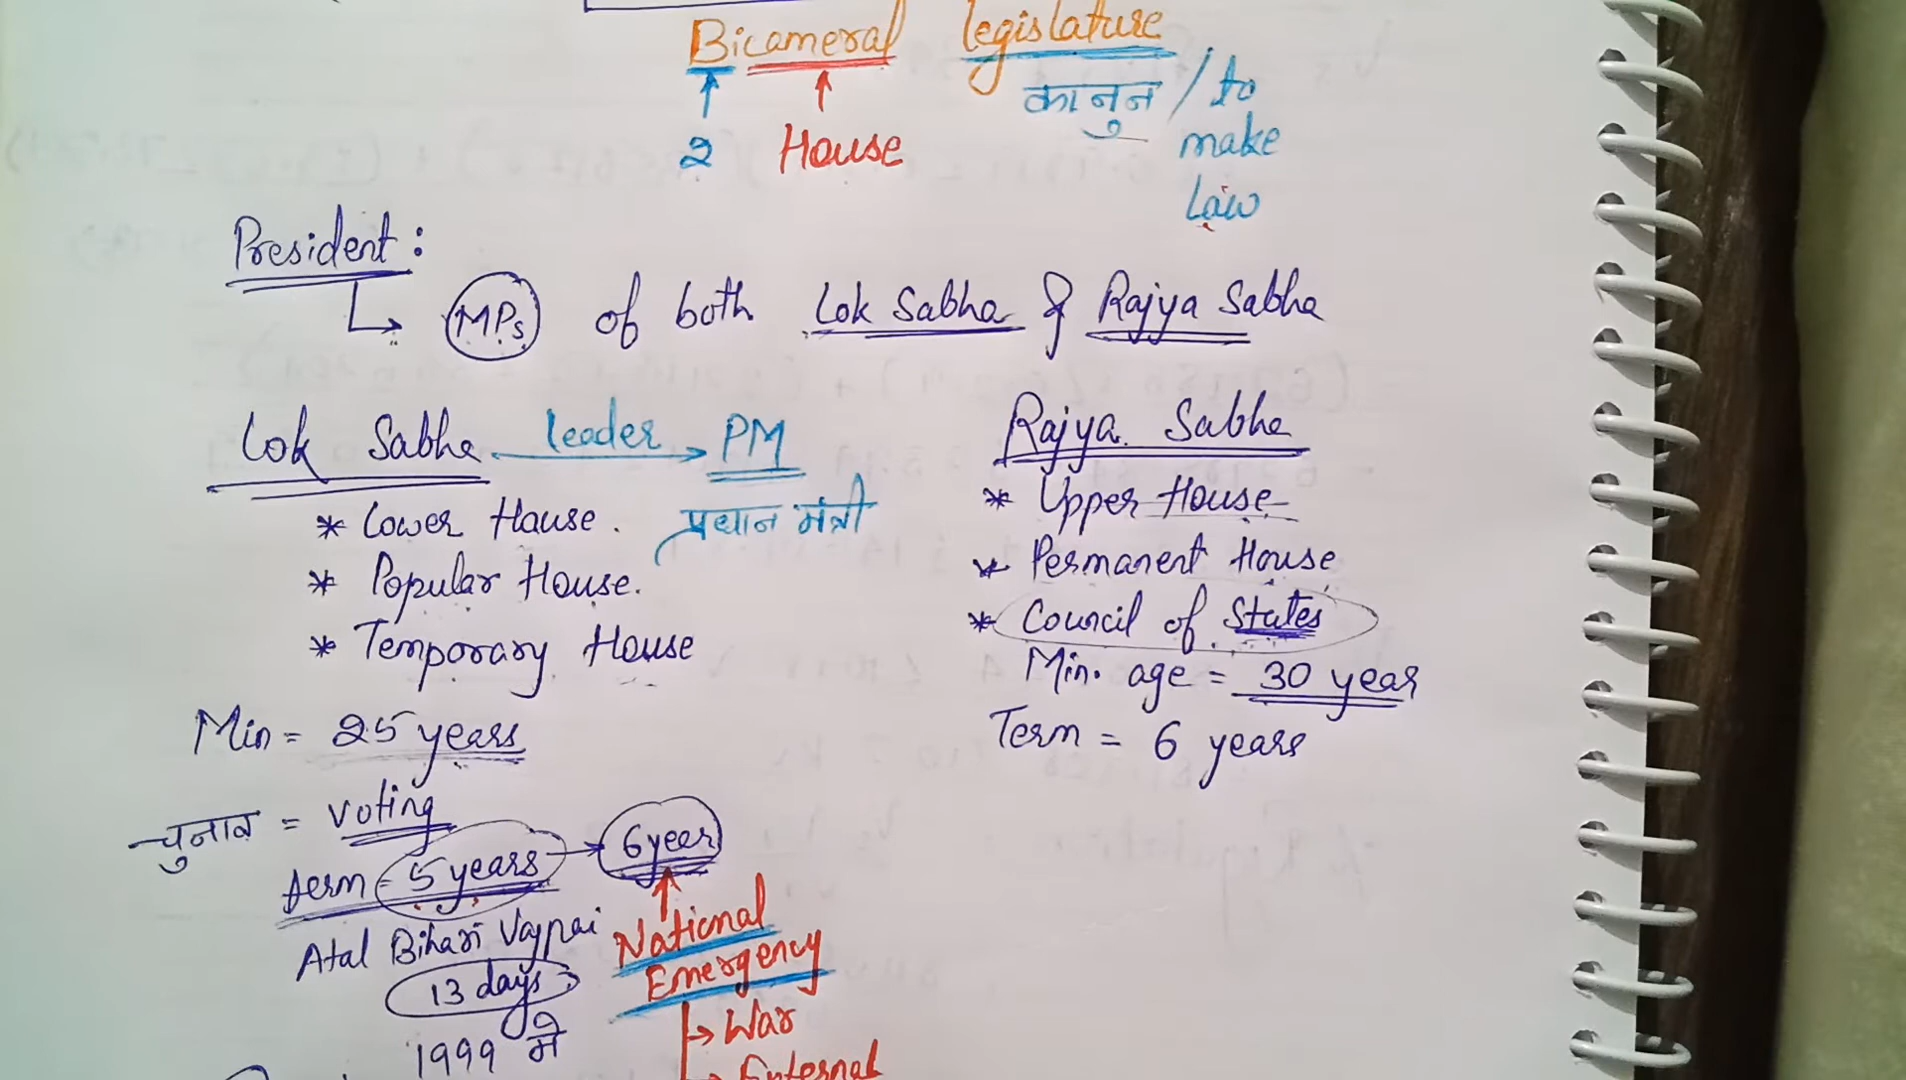 Bicameral legislature
2 House
कानुन / to make Law
President:
MPs of both Lok Sabha & Rajya Sabha
Lok Sabha leader PM
प्रधान मंत्री
* Lower House.
* Popular House.
* Temporary House
Min = 25 years
चुनाव = voting
term = 5 years 6 year
Atal Bihari Vajpai
13 days
1999 में
National
Emergency
War
External
Rajya Sabha
* Upper House
* Permanent House
* Council of States
Min. age = 30 year
Term = 6 years